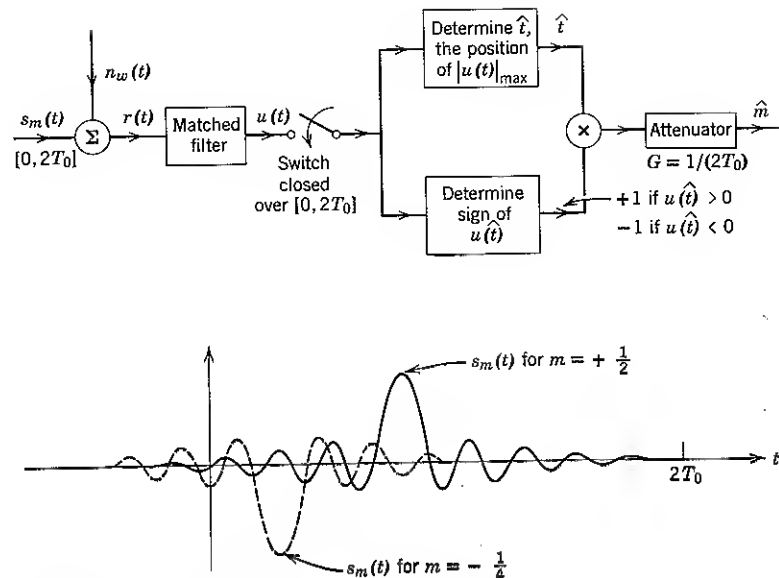 n_w(t)
s_m(t)
[0, 2T_0]
Σ
r(t)
Matched
filter
u(t)
Switch
closed
over [0, 2T_0]
Determine t̂,
the position
of |u(t)|_max
t̂
Determine
sign of
u(t̂)
×
+1 if u(t̂) > 0
−1 if u(t̂) < 0
Attenuator
G = 1/(2T_0)
m̂
s_m(t) for m = + 1/2
2T_0
t
s_m(t) for m = − 1/4